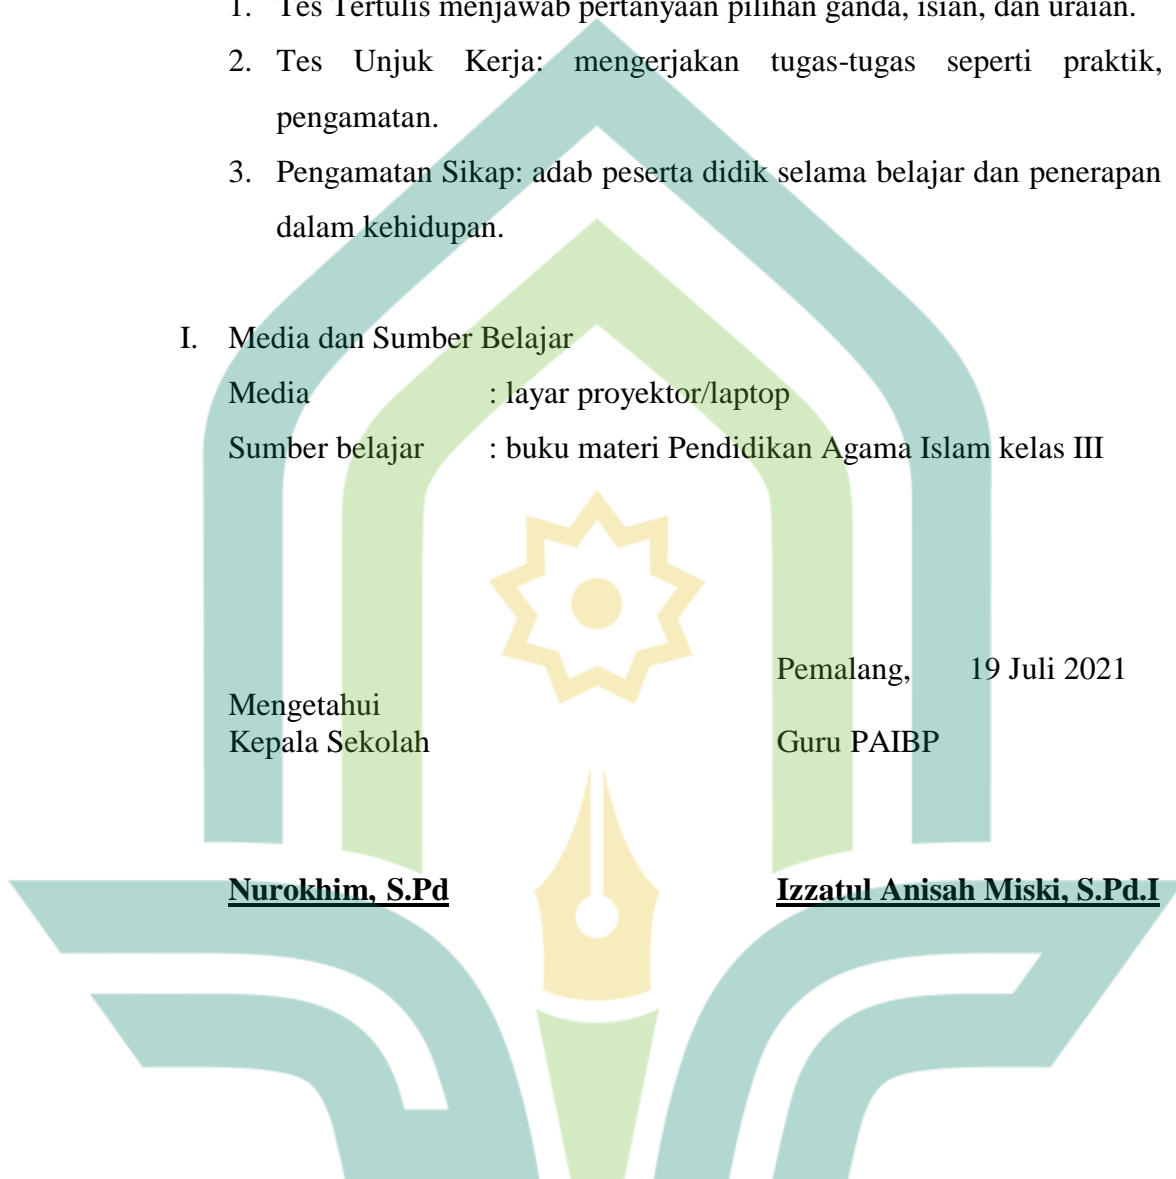 1. Tes Tertulis menjawab pertanyaan pilihan ganda, isian, dan uraian.
2. Tes Unjuk Kerja: mengerjakan tugas-tugas seperti praktik,
pengamatan.
3. Pengamatan Sikap: adab peserta didik selama belajar dan penerapan
dalam kehidupan.
I. Media dan Sumber Belajar
Media : layar proyektor/laptop
Sumber belajar : buku materi Pendidikan Agama Islam kelas III
Pemalang, 19 Juli 2021
Mengetahui
Kepala Sekolah Guru PAIBP
Nurokhim, S.Pd Izzatul Anisah Miski, S.Pd.I